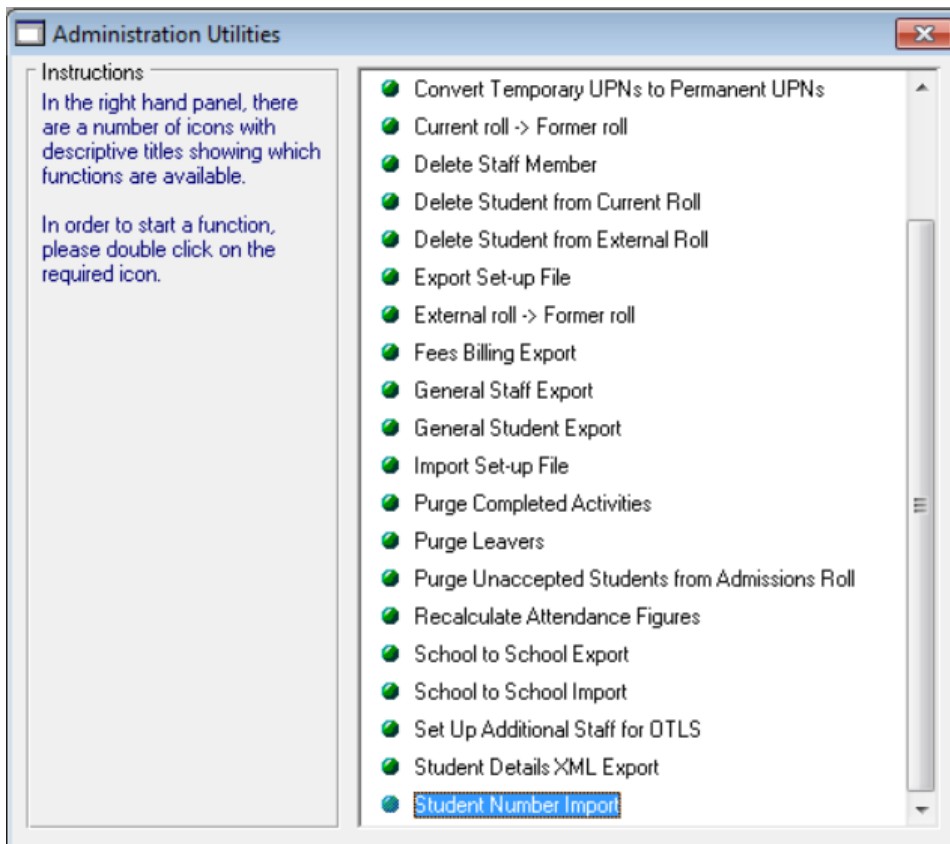 Administration Utilities
Instructions
In the right hand panel, there
are a number of icons with
descriptive titles showing which
functions are available.
In order to start a function,
please double click on the
required icon.
Convert Temporary UPNs to Permanent UPNs
Current roll -> Former roll
Delete Staff Member
Delete Student from Current Roll
Delete Student from External Roll
Export Set-up File
External roll -> Former roll
Fees Billing Export
General Staff Export
General Student Export
Import Set-up File
Purge Completed Activities
Purge Leavers
Purge Unaccepted Students from Admissions Roll
Recalculate Attendance Figures
School to School Export
School to School Import
Set Up Additional Staff for OTLS
Student Details XML Export
Student Number Import